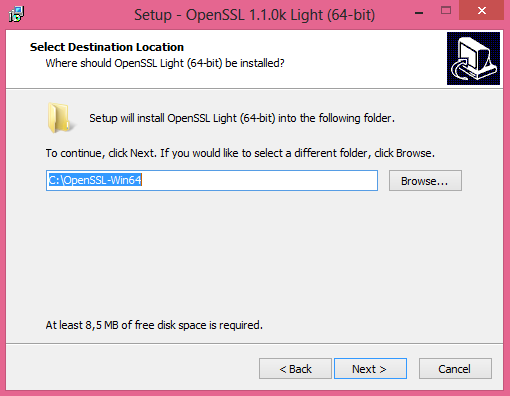 Setup - OpenSSL 1.1.0k Light (64-bit)
Select Destination Location
Where should OpenSSL Light (64-bit) be installed?
Setup will install OpenSSL Light (64-bit) into the following folder.
To continue, click Next. If you would like to select a different folder, click Browse.
C:\OpenSSL-Win64
Browse...
At least 8,5 MB of free disk space is required.
< Back
Next >
Cancel